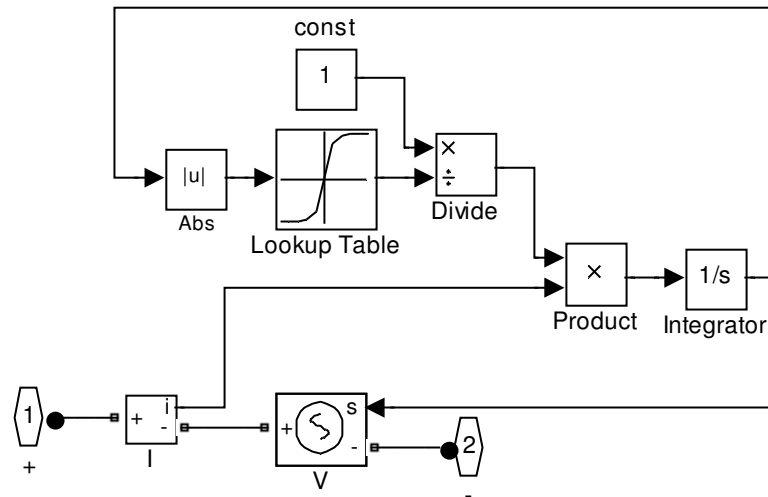 const
1
|u|
Abs
Lookup Table
×
÷
Divide
×
Product
1/s
Integrator
1
+
+
i
-
I
+
s
-
V
2
-